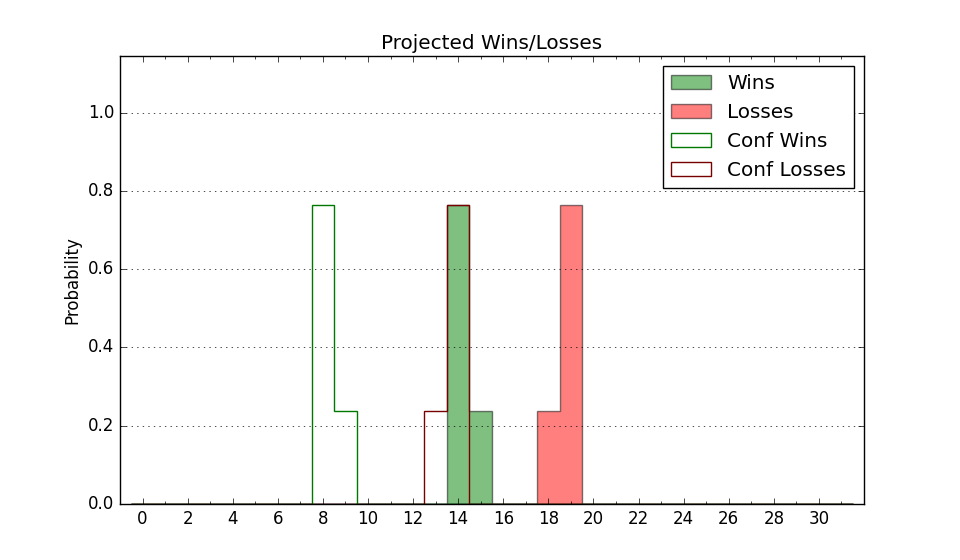 Projected Wins/Losses
Wins
Losses
Conf Wins
Conf Losses
Probability
1.0
0.8
0.6
0.4
0.2
0.0
0 2 4 6 8 10 12 14 16 18 20 22 24 26 28 30